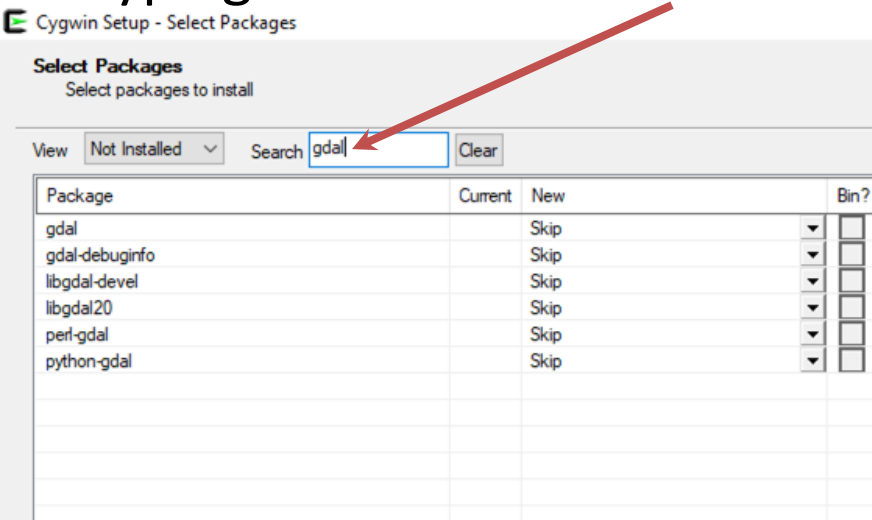 Cygwin Setup - Select Packages
Select Packages
Select packages to install
View Not Installed Search gdal Clear
Package Current New Bin?
gdal Skip
gdal-debuginfo Skip
libgdal-devel Skip
libgdal20 Skip
perl-gdal Skip
python-gdal Skip